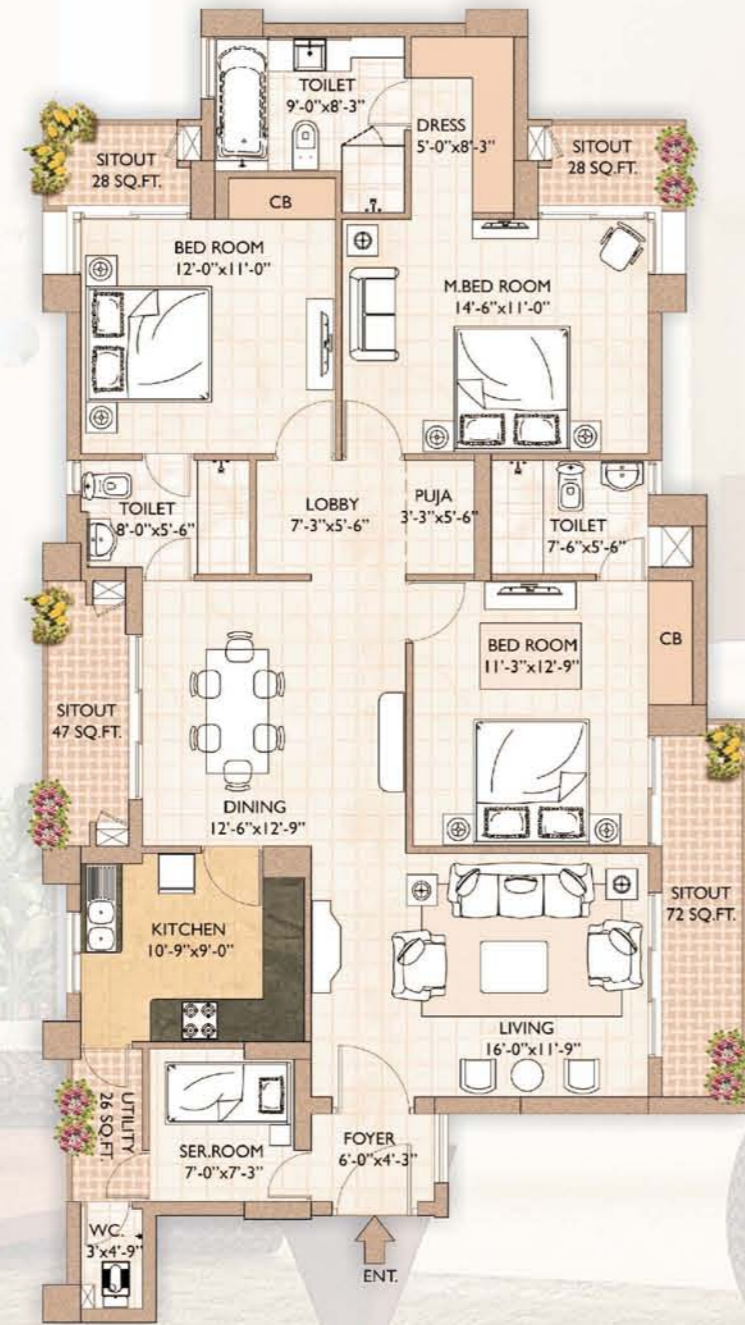 TOILET
9'-0"x8'-3"
DRESS
5'-0"x8'-3"
SITOUT
28 SQ.FT.
SITOUT
28 SQ.FT.
CB
BED ROOM
12'-0"x11'-0"
M.BED ROOM
14'-6"x11'-0"
TOILET
8'-0"x5'-6"
LOBBY
7'-3"x5'-6"
PUJA
3'-3"x5'-6"
TOILET
7'-6"x5'-6"
BED ROOM
11'-3"x12'-9"
CB
SITOUT
47 SQ.FT.
DINING
12'-6"x12'-9"
SITOUT
72 SQ.FT.
KITCHEN
10'-9"x9'-0"
LIVING
16'-0"x11'-9"
UTILITY
26 SQ.FT.
SER.ROOM
7'-0"x7'-3"
FOYER
6'-0"x4'-3"
WC.
3'x4'-9"
ENT.